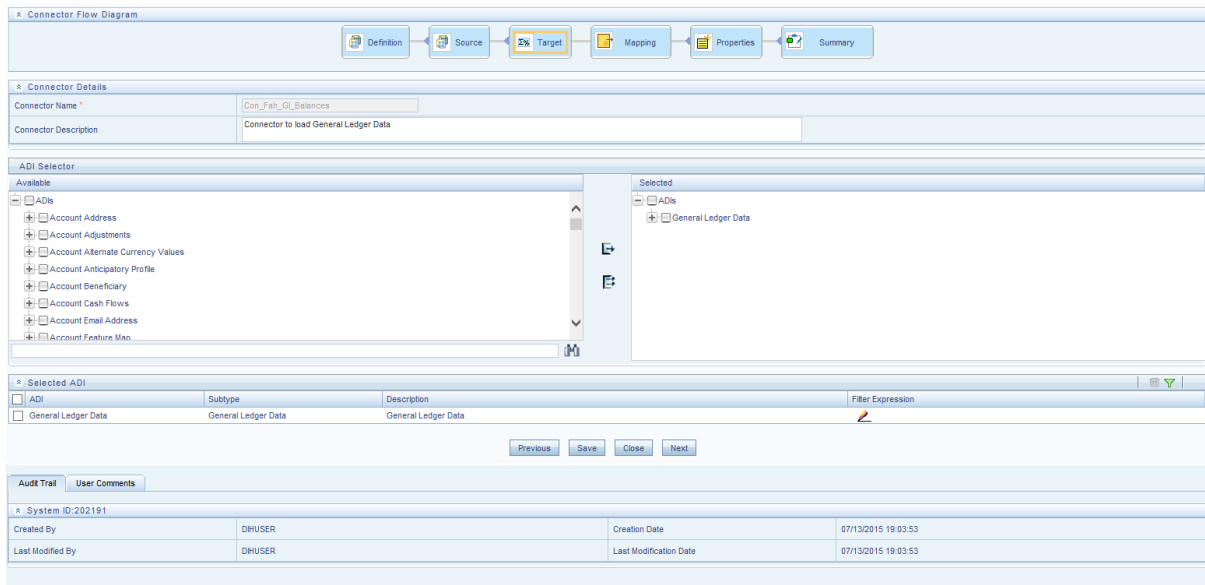 Connector Flow Diagram
Definition Source Target Mapping Properties Summary
Connector Details
Connector Name * Con_Fah_Gl_Balances
Connector Description Connector to load General Ledger Data
ADI Selector
Available Selected
ADIs ADIs
Account Address General Ledger Data
Account Adjustments
Account Alternate Currency Values
Account Anticipatory Profile
Account Beneficiary
Account Cash Flows
Account Email Address
Account Feature Map
Selected ADI
ADI Subtype Description Filter Expression
General Ledger Data General Ledger Data General Ledger Data
Previous Save Close Next
Audit Trail User Comments
System ID:202191
Created By DIHUSER Creation Date 07/13/2015 19:03:53
Last Modified By DIHUSER Last Modification Date 07/13/2015 19:03:53